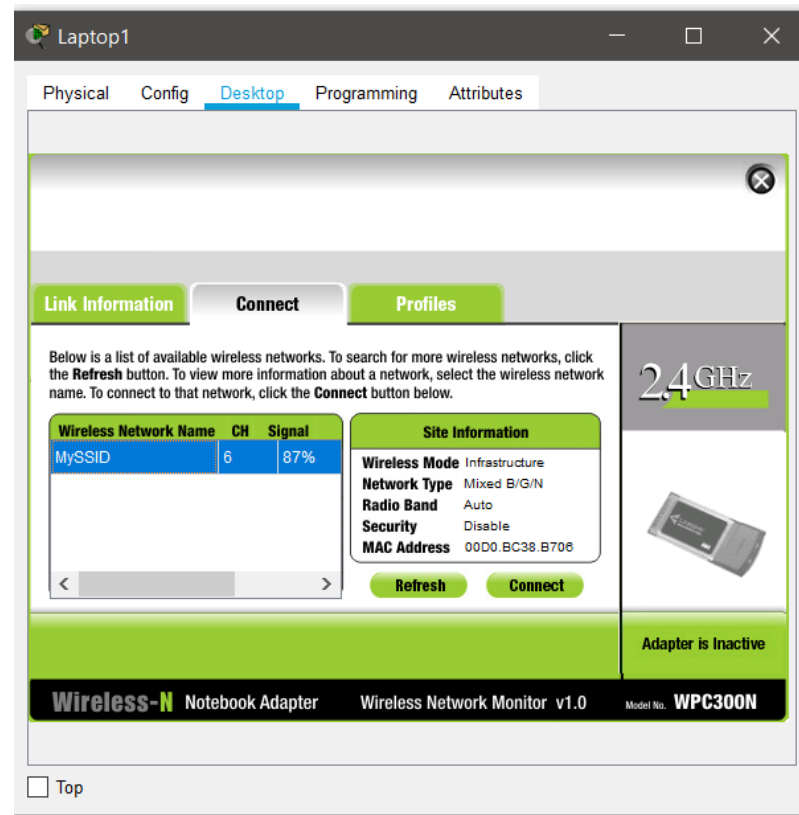 Laptop1
Physical Config Desktop Programming Attributes
Link Information Connect Profiles
Below is a list of available wireless networks. To search for more wireless networks, click
the Refresh button. To view more information about a network, select the wireless network
name. To connect to that network, click the Connect button below.
2.4GHz
Wireless Network Name CH Signal
MySSID 6 87%
Site Information
Wireless Mode Infrastructure
Network Type Mixed B/G/N
Radio Band Auto
Security Disable
MAC Address 00D0.BC38.B706
Refresh Connect
Adapter is Inactive
Wireless-N Notebook Adapter Wireless Network Monitor v1.0 Model No. WPC300N
Top